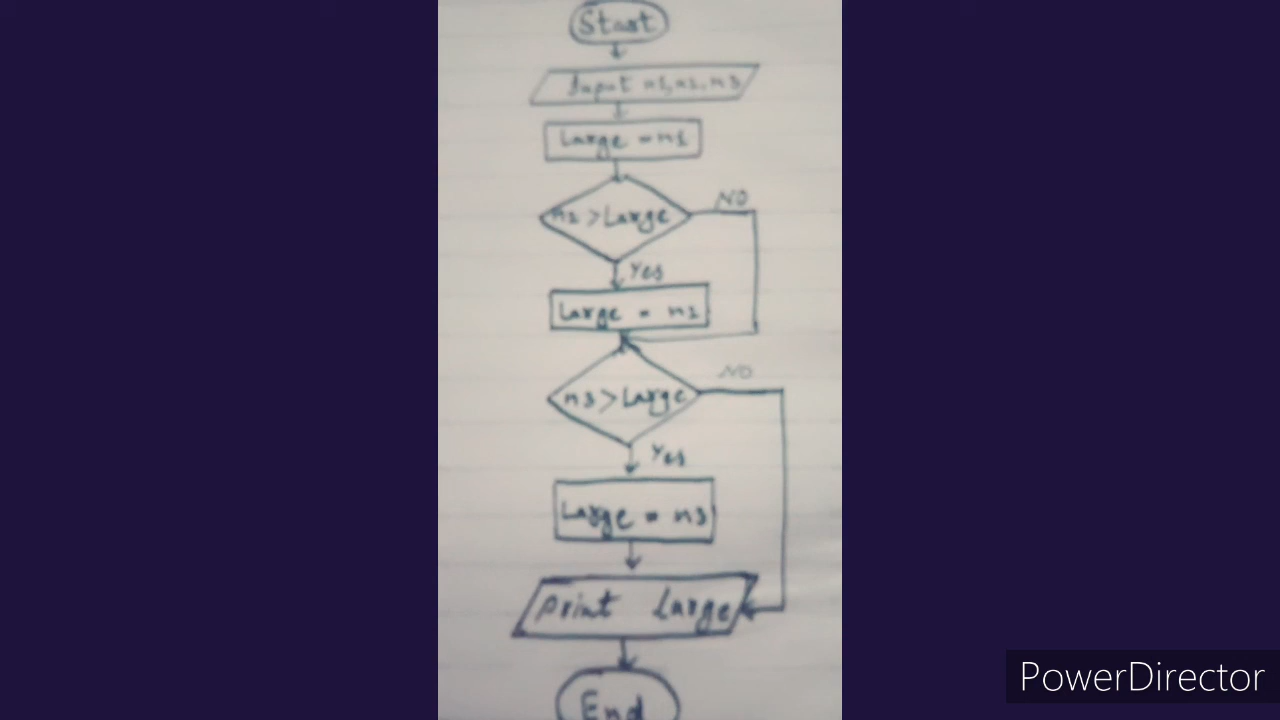 Start
Input n1, n2, n3
Large = n1
n2 > Large
NO
Yes
Large = n2
n3 > Large
NO
Yes
Large = n3
Print Large
End
PowerDirector